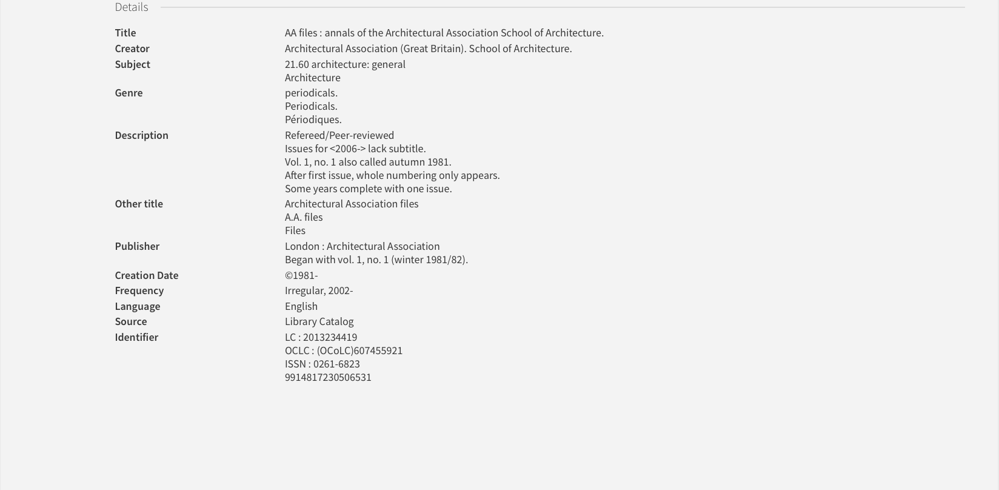 Details
Title AA files : annals of the Architectural Association School of Architecture.
Creator Architectural Association (Great Britain). School of Architecture.
Subject 21.60 architecture: general
Architecture
Genre periodicals.
Periodicals.
Périodiques.
Description Refereed/Peer-reviewed
Issues for <2006-> lack subtitle.
Vol. 1, no. 1 also called autumn 1981.
After first issue, whole numbering only appears.
Some years complete with one issue.
Other title Architectural Association files
A.A. files
Files
Publisher London : Architectural Association
Began with vol. 1, no. 1 (winter 1981/82).
Creation Date ©1981-
Frequency Irregular, 2002-
Language English
Source Library Catalog
Identifier LC : 2013234419
OCLC : (OCoLC)607455921
ISSN : 0261-6823
9914817230506531